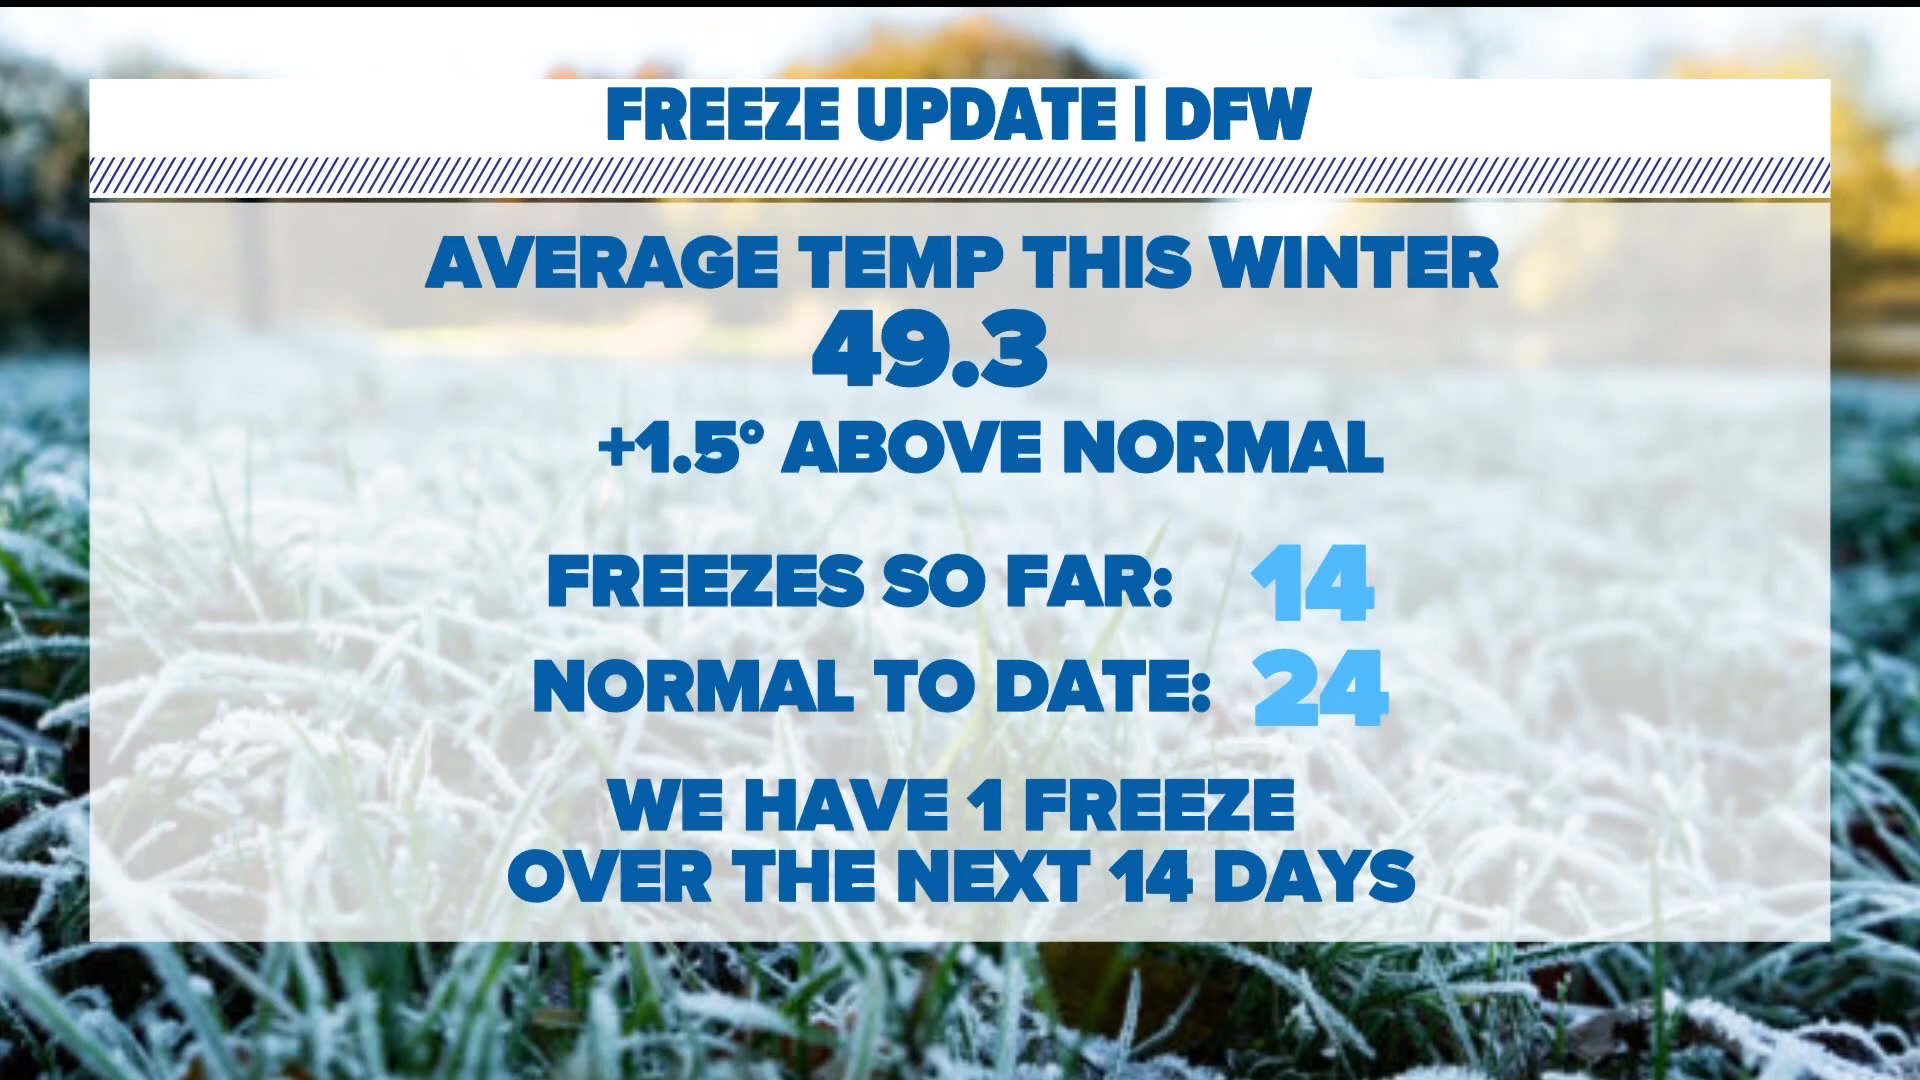 FREEZE UPDATE | DFW
AVERAGE TEMP THIS WINTER
49.3
+1.5° ABOVE NORMAL
FREEZES SO FAR: 14
NORMAL TO DATE: 24
WE HAVE 1 FREEZE
OVER THE NEXT 14 DAYS